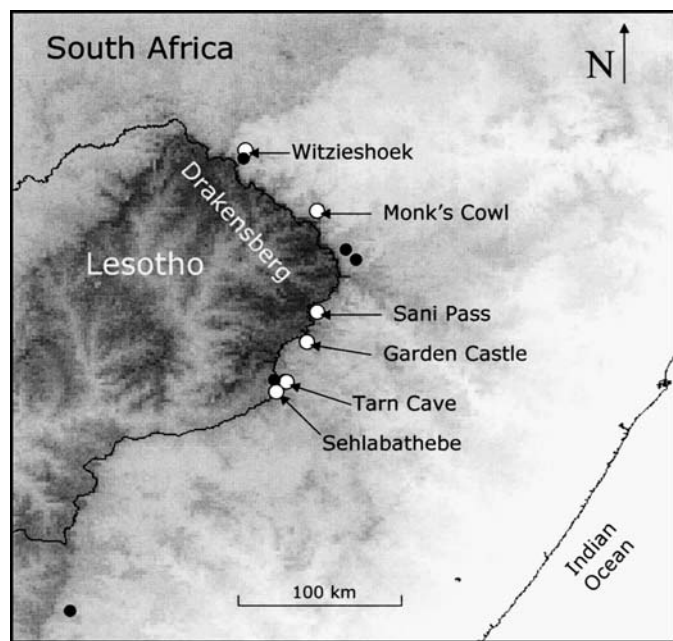 South Africa
N
Witzieshoek
Drakensberg
Monk's Cowl
Lesotho
Sani Pass
Garden Castle
Tarn Cave
Sehlabathebe
100 km
Indian
Ocean